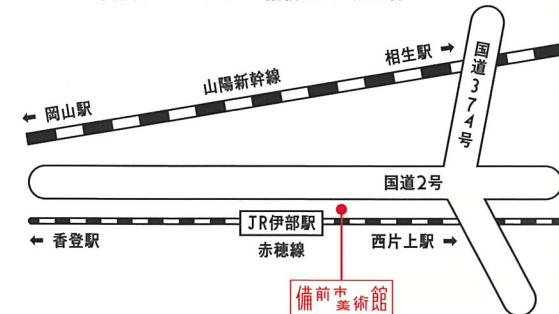 相生駅 →
国道374号
山陽新幹線
← 岡山駅
国道2号
JR伊部駅
← 香登駅
赤穂線
西片上駅 →
備前市美術館